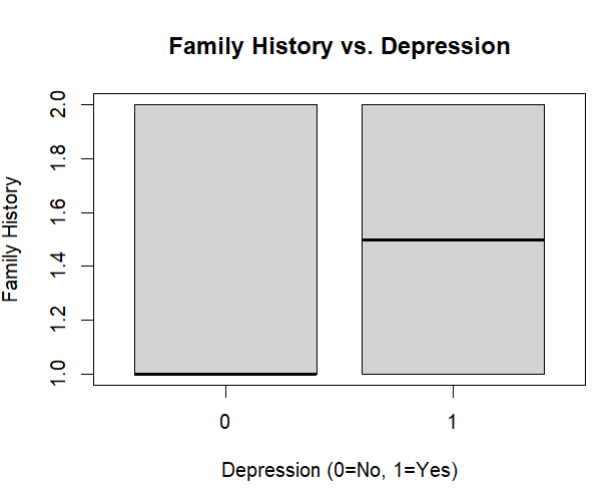 Family History vs. Depression
Family History
2.0
1.8
1.6
1.4
1.2
1.0
0
1
Depression (0=No, 1=Yes)